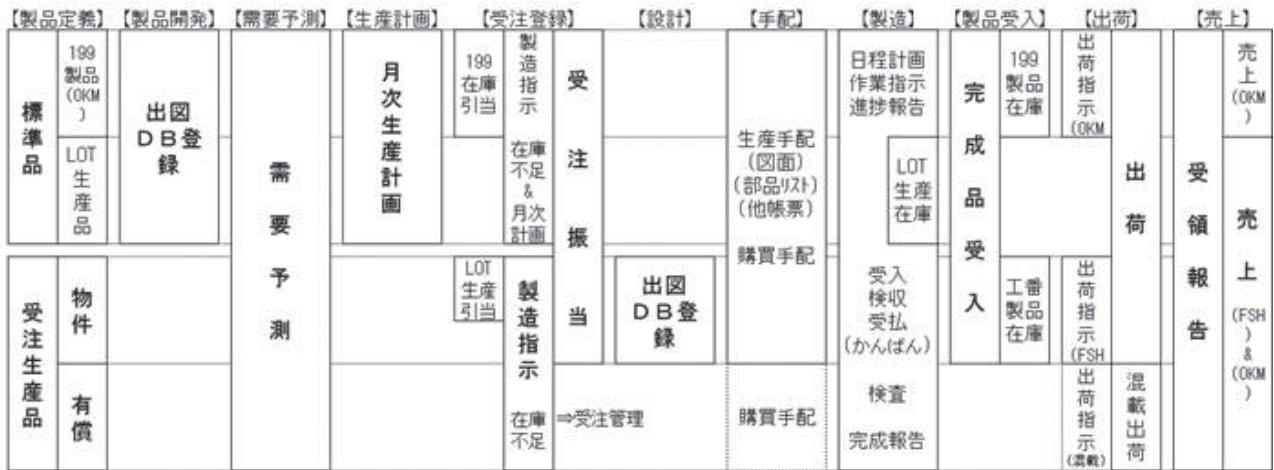 【製品定義】【製品開発】【需要予測】【生産計画】【受注登録】【設計】【手配】【製造】【製品受入】【出荷】【売上】
標準品
199
製品
(OKM
)
LOT
生
産
品
受注生産品
物件
有償
出図
DB登
録
需要予測
月次生産計画
199
在庫
引当
製
造
指
示
在庫
不足
&
月次
計画
LOT
生産
引当
製造指示
在庫
不足
受注振当
⇒受注管理
出図
DB登
録
生産手配
(図面)
(部品リスト)
(他帳票)
購買手配
購買手配
日程計画
作業指示
進捗報告
LOT
生産
在庫
受入
検収
受払
(かんばん)
検査
完成報告
完成品受入
199
製品
在庫
工番
製品
在庫
出
荷
指
示
(OKM
出
荷
指
示
(FSH
出
荷
指
示
(混載)
出荷
混載出荷
受領報告
売
上
(OKM
)
売上
(FSH
)
&
(OKM
)